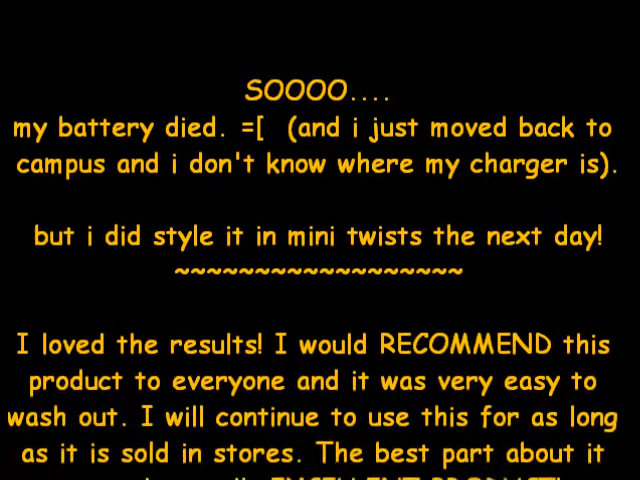 SOOOO....
my battery died. =[ (and i just moved back to
campus and i don't know where my charger is).
but i did style it in mini twists the next day!
~~~~~~~~~~~~~~~~~~
I loved the results! I would RECOMMEND this
product to everyone and it was very easy to
wash out. I will continue to use this for as long
as it is sold in stores. The best part about it